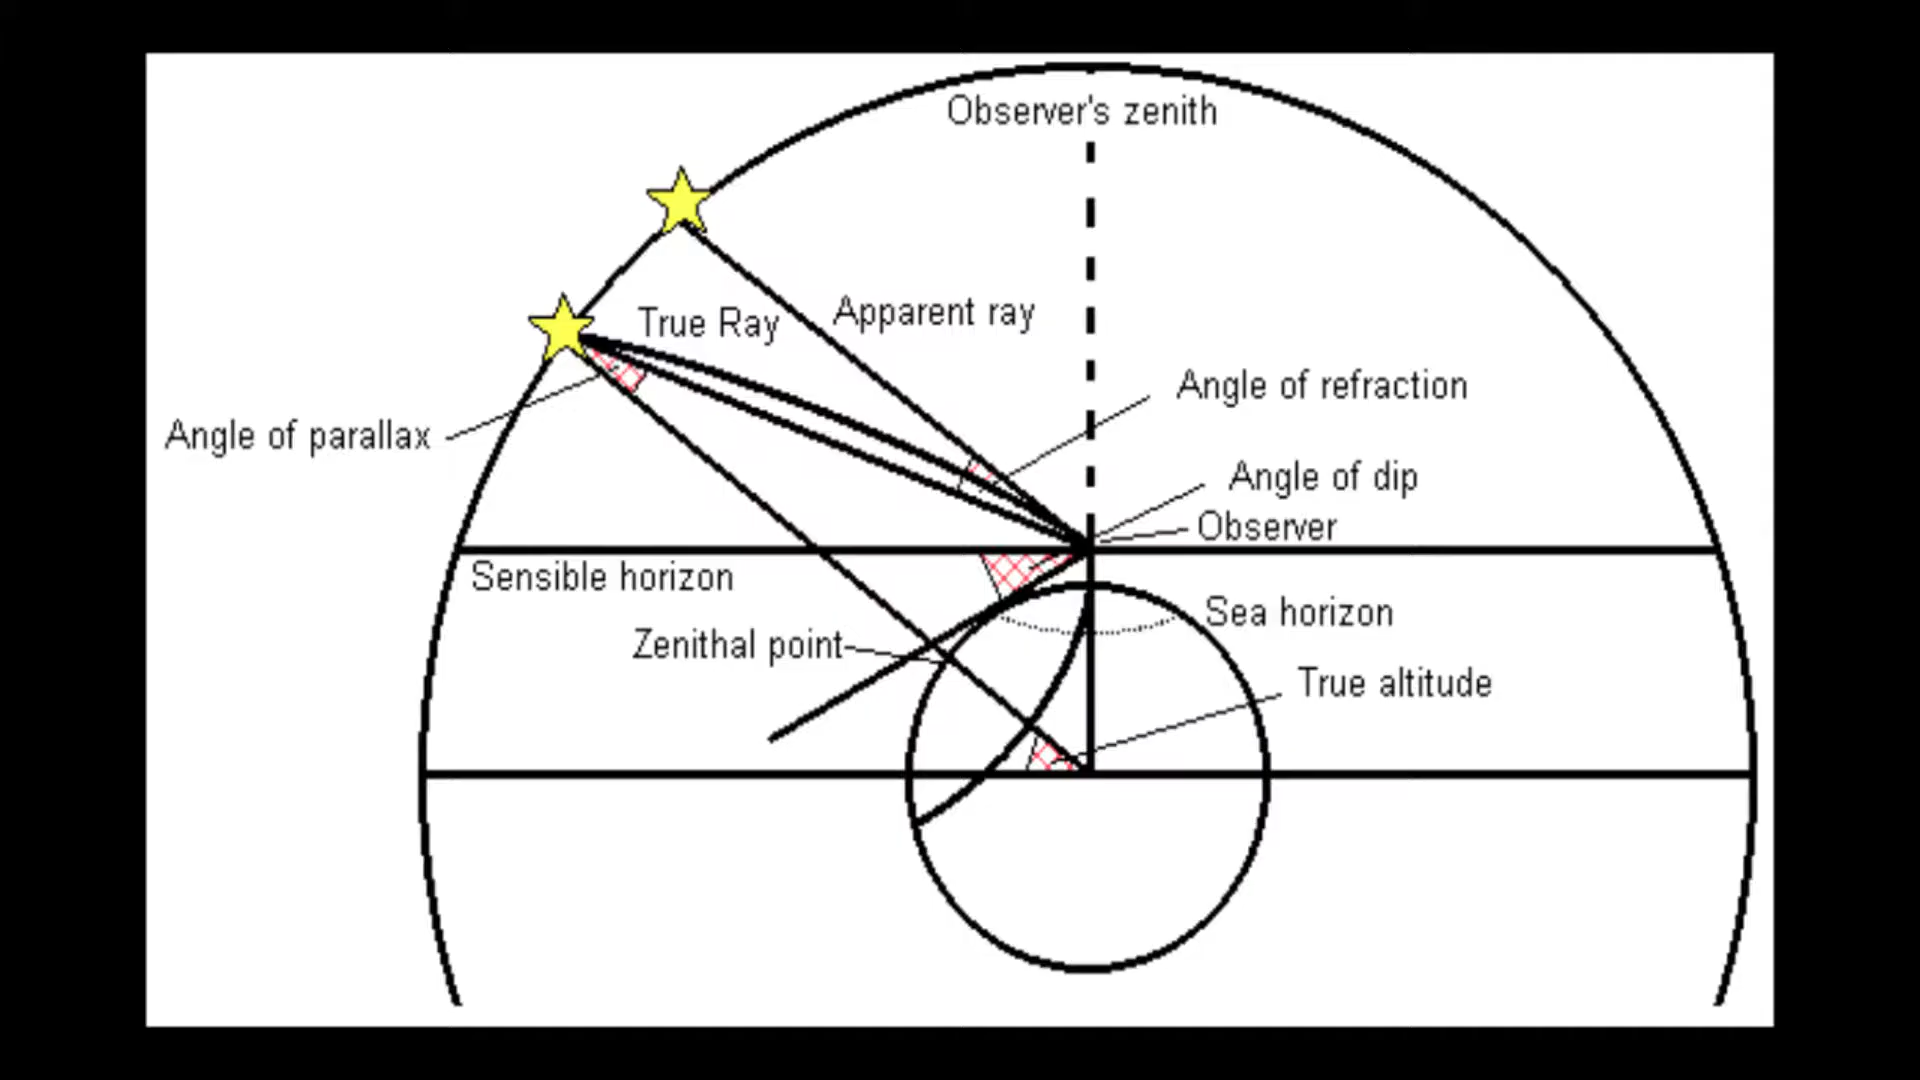 Observer's zenith
True Ray
Apparent ray
Angle of refraction
Angle of parallax
Angle of dip
Observer
Sensible horizon
Sea horizon
Zenithal point
True altitude